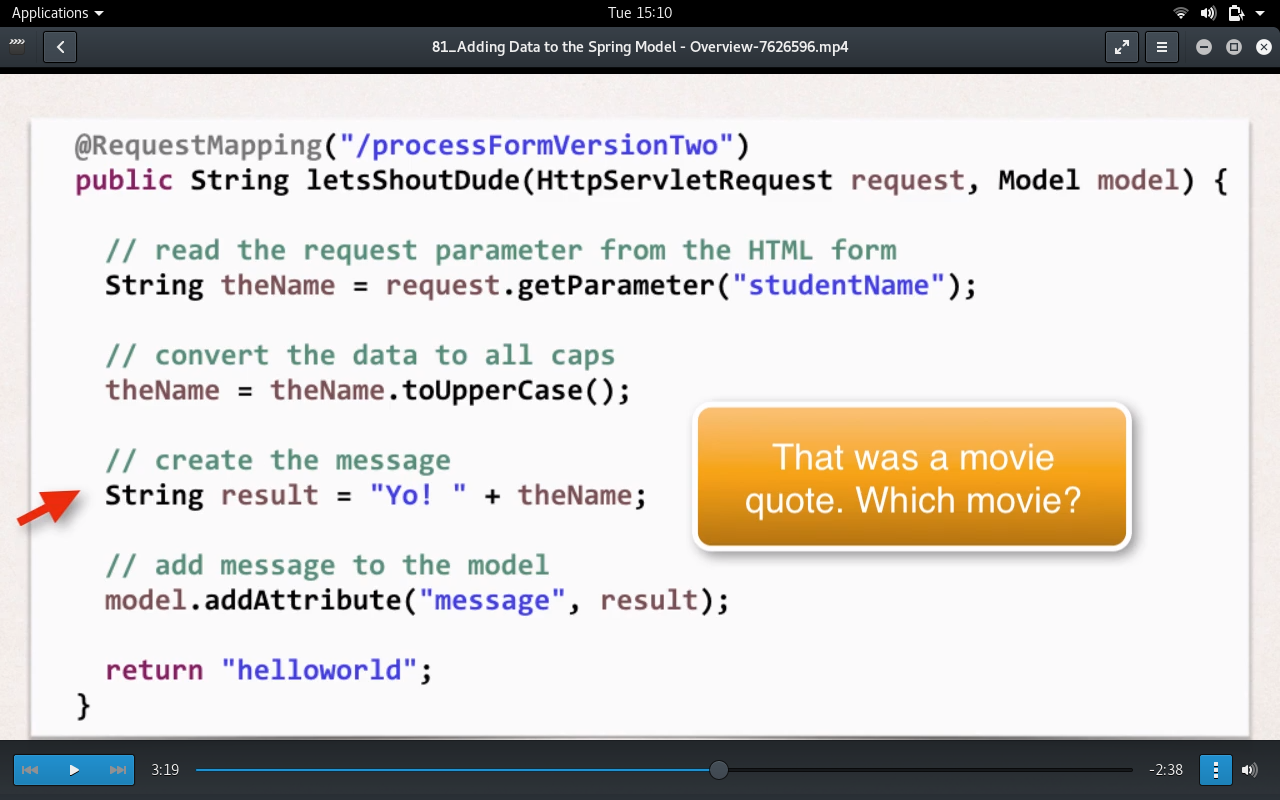 Applications
Tue 15:10
81_Adding Data to the Spring Model - Overview-7626596.mp4
@RequestMapping("/processFormVersionTwo")
public String letsShoutDude(HttpServletRequest request, Model model) {
// read the request parameter from the HTML form
String theName = request.getParameter("studentName");
// convert the data to all caps
theName = theName.toUpperCase();
// create the message
String result = "Yo! " + theName;
That was a movie
quote. Which movie?
// add message to the model
model.addAttribute("message", result);
return "helloworld";
}
3:19
-2:38